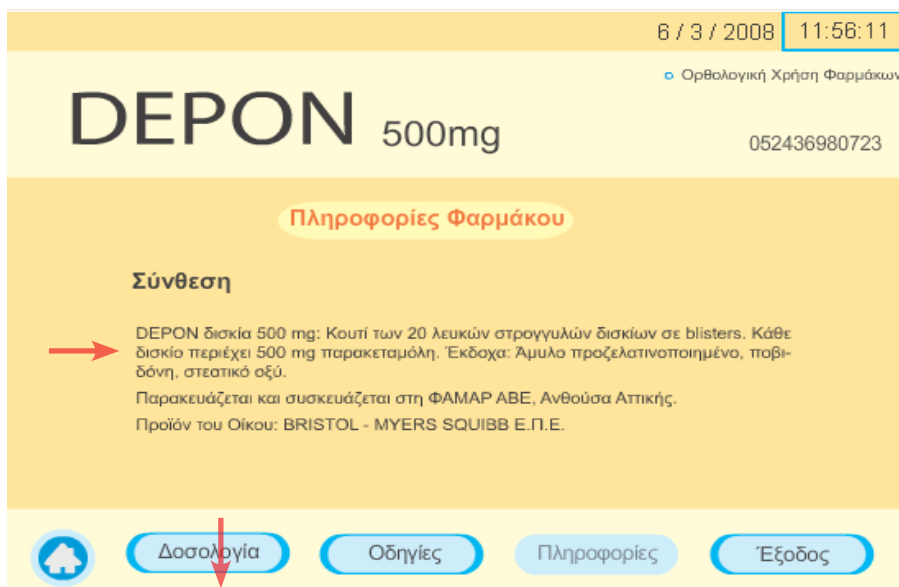 6 / 3 / 2008 11:56:11
Ορθολογική Χρήση Φαρμάκων
DEPON 500mg
052436980723
Πληροφορίες Φαρμάκου
Σύνθεση
DEPON δισκία 500 mg: Κουτί των 20 λευκών στρογγυλών δισκίων σε blisters. Κάθε
δισκίο περιέχει 500 mg παρακεταμόλη. Έκδοχα: Άμυλο προζελατινοποιημένο, ποβι-
δόνη, στεατικό οξύ.
Παρακευάζεται και συσκευάζεται στη ΦΑΜΑΡ ΑΒΕ, Ανθούσα Αττικής.
Προϊόν του Οίκου: BRISTOL - MYERS SQUIBB Ε.Π.Ε.
Δοσολογία Οδηγίες Πληροφορίες Έξοδος